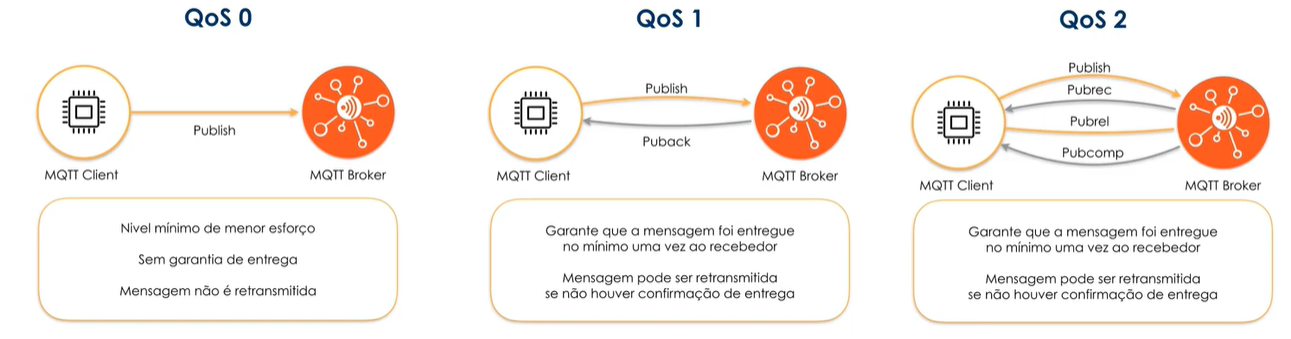 QoS 0
Publish
MQTT Client
MQTT Broker
Nivel mínimo de menor esforço
Sem garantia de entrega
Mensagem não é retransmitida
QoS 1
Publish
Puback
MQTT Client
MQTT Broker
Garante que a mensagem foi entregue
no mínimo uma vez ao recebedor
Mensagem pode ser retransmitida
se não houver confirmação de entrega
QoS 2
Publish
Pubrec
Pubrel
Pubcomp
MQTT Client
MQTT Broker
Garante que a mensagem foi entregue
no mínimo uma vez ao recebedor
Mensagem pode ser retransmitida
se não houver confirmação de entrega